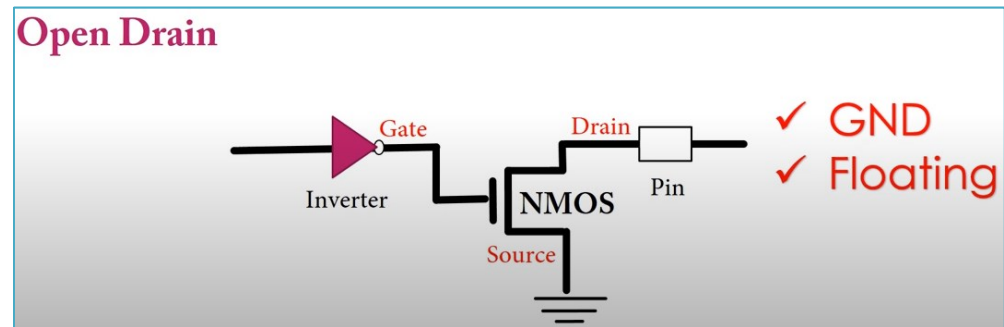 Open Drain
Gate
Drain
✓ GND
✓ Floating
Inverter
NMOS
Pin
Source